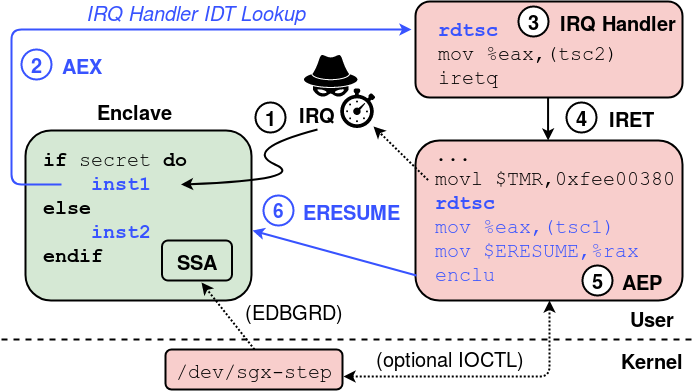 IRQ Handler IDT Lookup
2 AEX
3 IRQ Handler
rdtsc
mov %eax,(tsc2)
iretq
Enclave
1 IRQ
4 IRET
if secret do
inst1
else
inst2
endif
SSA
6 ERESUME
...
movl $TMR,0xfee00380
rdtsc
mov %eax,(tsc1)
mov $ERESUME,%rax
enclu
5 AEP
(EDBGRD)
User
/dev/sgx-step
(optional IOCTL)
Kernel